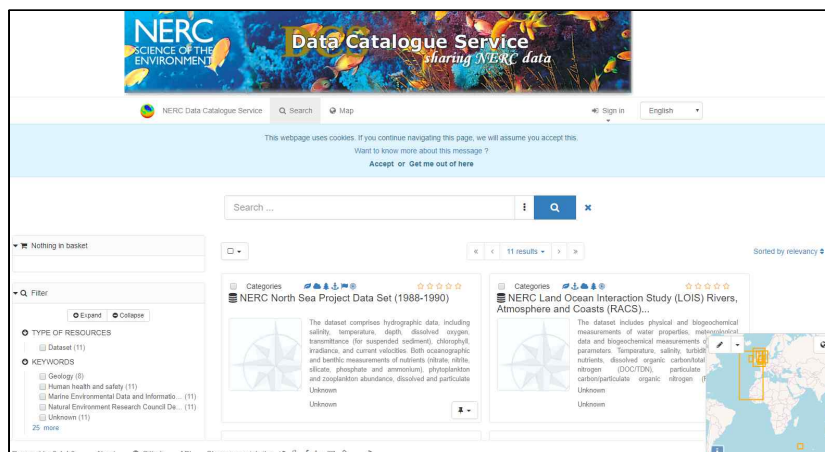 NERC
SCIENCE OF THE
ENVIRONMENT
DCS
Data Catalogue Service
sharing NERC data
NERC Data Catalogue Service
Search
Map
Sign in
English
This webpage uses cookies. If you continue navigating this page, we will assume you accept this.
Want to know more about this message ?
Accept or Get me out of here
Search ...
Nothing in basket
11 results
Sorted by relevancy
Filter
Expand
Collapse
TYPE OF RESOURCES
Dataset (11)
KEYWORDS
Geology (8)
Human health and safety (11)
Marine Environmental Data and Informatio... (11)
Natural Environment Research Council De... (11)
Unknown (11)
25 more
Categories
NERC North Sea Project Data Set (1988-1990)
The dataset comprises hydrographic data, including
salinity, temperature, depth, dissolved oxygen,
transmittance (for suspended sediment), chlorophyll,
irradiance, and current velocities. Both oceanographic
and benthic measurements of nutrients (nitrate, nitrite,
silicate, phosphate and ammonium), phytoplankton
and zooplankton abundance, dissolved and particulate
Unknown
Unknown
Categories
NERC Land Ocean Interaction Study (LOIS) Rivers,
Atmosphere and Coasts (RACS)...
The dataset includes physical and biogeochemical
measurements of water properties, meteorological
data and biogeochemical measurements
parameters. Temperature, salinity,
nutrients, dissolved organic
nitrogen (DOC/TDN), particulate
carbon/particulate organic nitrogen
Unknown
Unknown